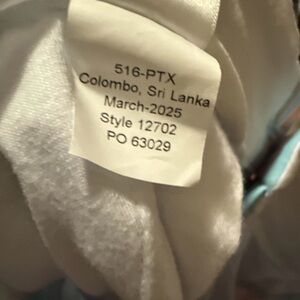 516-PTX
Colombo, Sri Lanka
March-2025
Style 12702
PO 63029